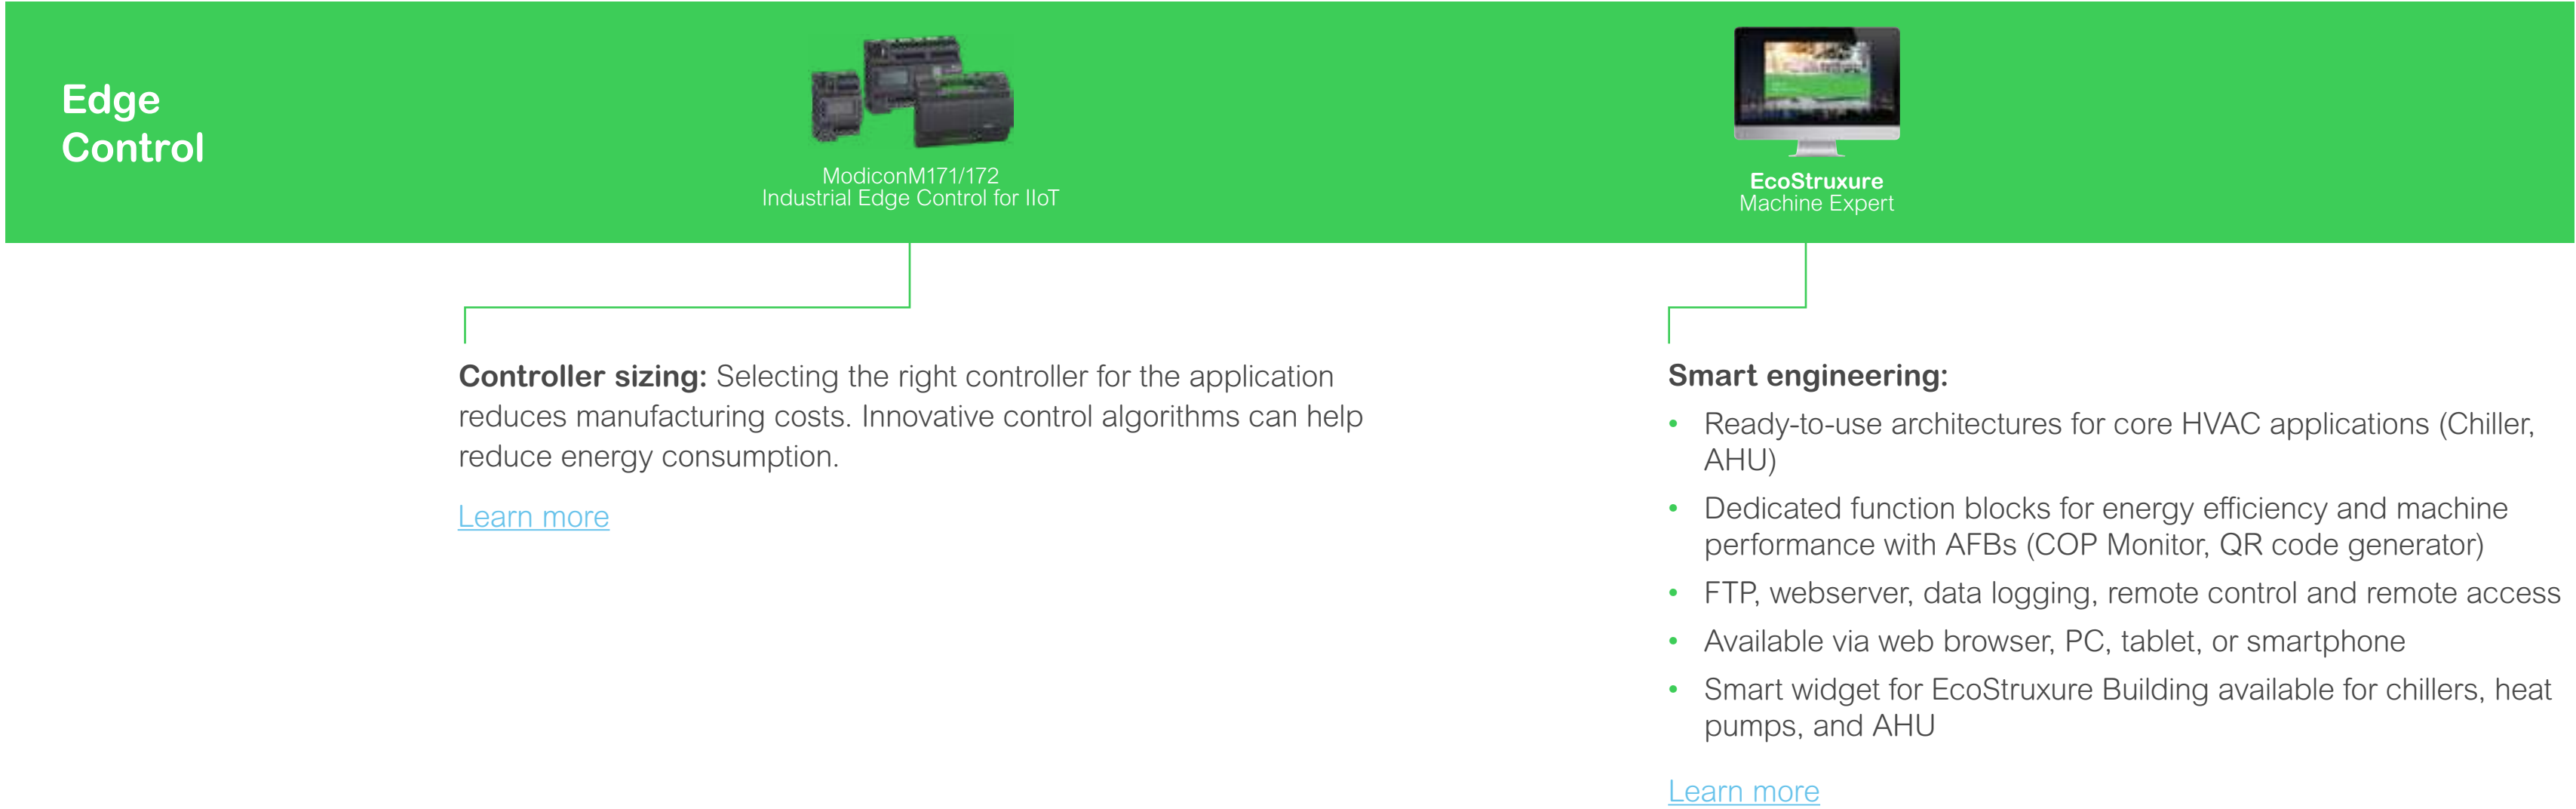 Edge
Control
ModiconM171/172
Industrial Edge Control for IIoT
EcoStruxure
Machine Expert
Controller sizing: Selecting the right controller for the application
reduces manufacturing costs. Innovative control algorithms can help
reduce energy consumption.
Learn more
Smart engineering:
• Ready-to-use architectures for core HVAC applications (Chiller,
AHU)
• Dedicated function blocks for energy efficiency and machine
performance with AFBs (COP Monitor, QR code generator)
• FTP, webserver, data logging, remote control and remote access
• Available via web browser, PC, tablet, or smartphone
• Smart widget for EcoStruxure Building available for chillers, heat
pumps, and AHU
Learn more